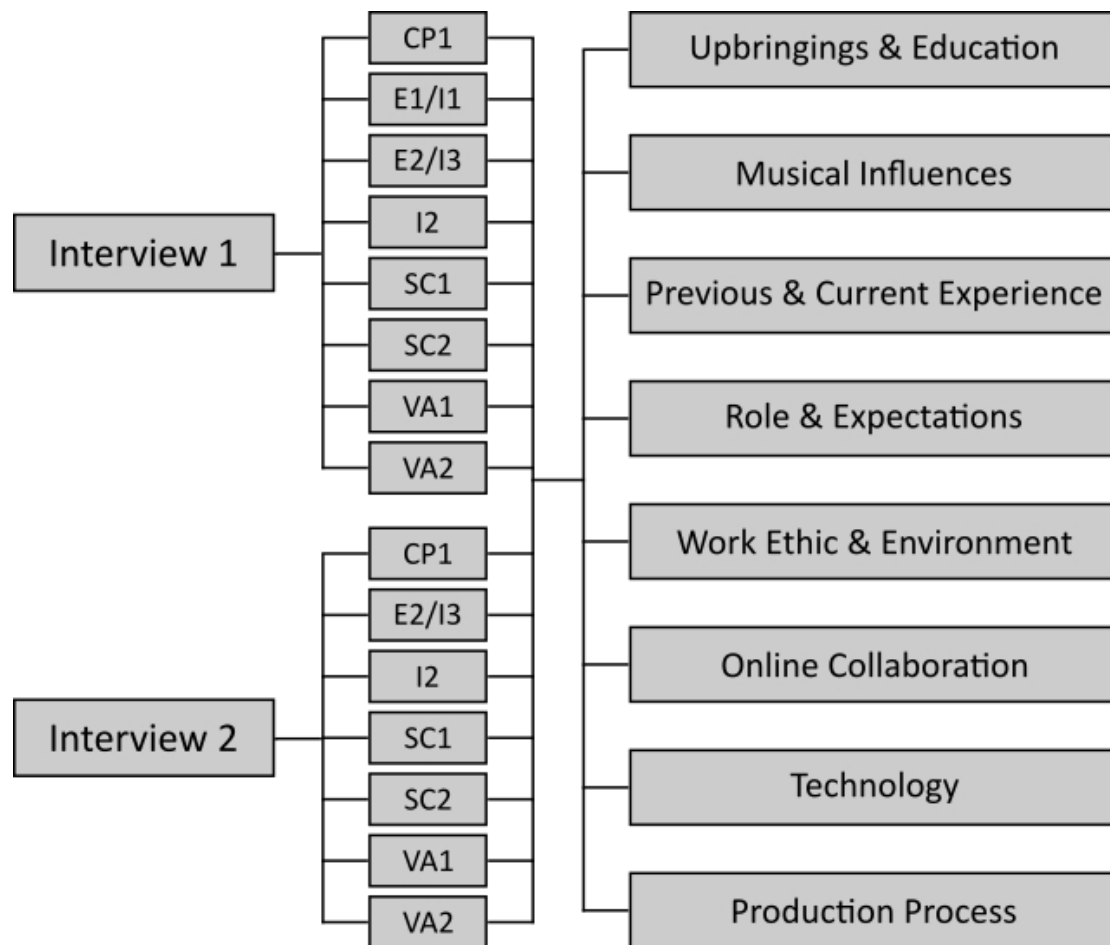 Interview 1
CP1
E1/I1
E2/I3
I2
SC1
SC2
VA1
VA2
Interview 2
CP1
E2/I3
I2
SC1
SC2
VA1
VA2
Upbringings & Education
Musical Influences
Previous & Current Experience
Role & Expectations
Work Ethic & Environment
Online Collaboration
Technology
Production Process